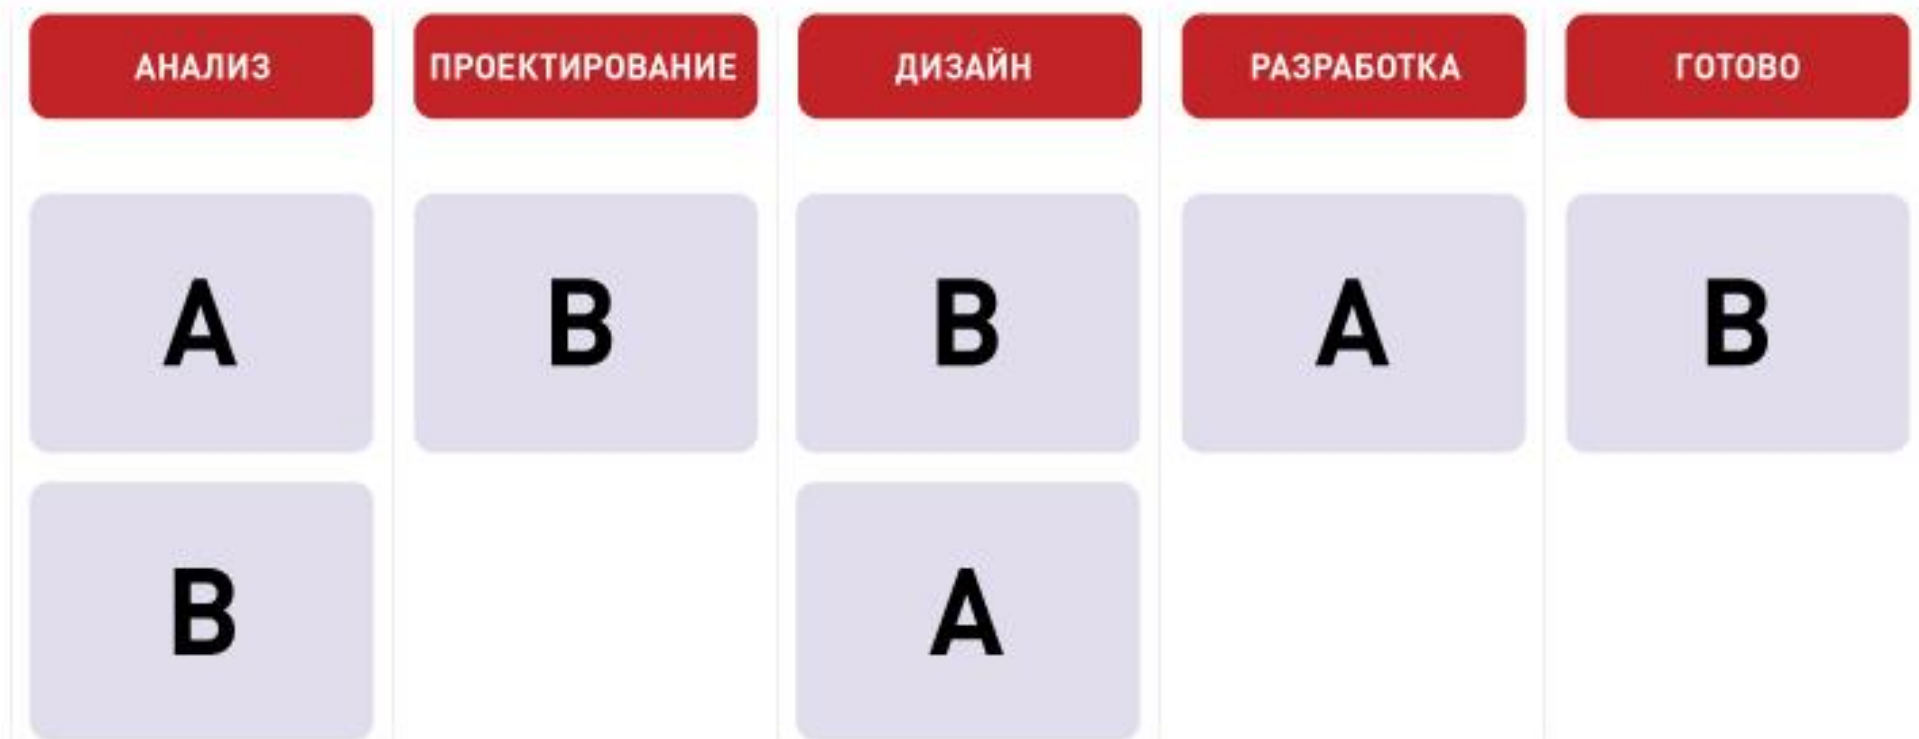 АНАЛИЗ ПРОЕКТИРОВАНИЕ ДИЗАЙН РАЗРАБОТКА ГОТОВО
A B B A B
B A